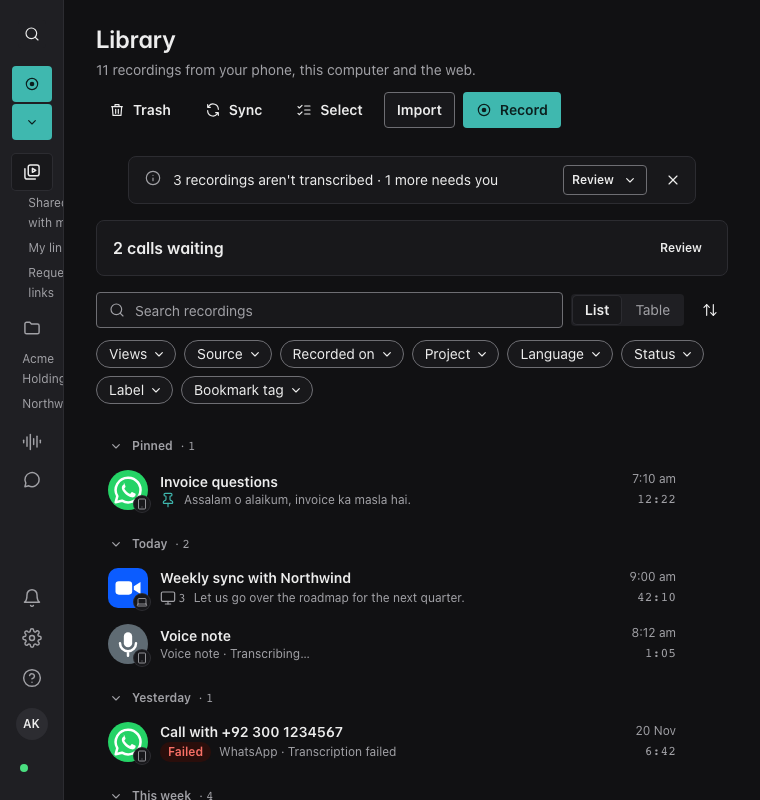 Library
11 recordings from your phone, this computer and the web.
Trash Sync Select Import Record
3 recordings aren't transcribed · 1 more needs you Review
2 calls waiting Review
Search recordings List Table
Views Source Recorded on Project Language Status
Label Bookmark tag
Shared
with m
My lin
Reque
links
Acme
Holding
Northw
AK
Pinned · 1
Invoice questions 7:10 am
Assalam o alaikum, invoice ka masla hai. 12:22
Today · 2
Weekly sync with Northwind 9:00 am
3 Let us go over the roadmap for the next quarter. 42:10
Voice note 8:12 am
Voice note · Transcribing... 1:05
Yesterday · 1
Call with +92 300 1234567 20 Nov
Failed WhatsApp · Transcription failed 6:42
This week · 4